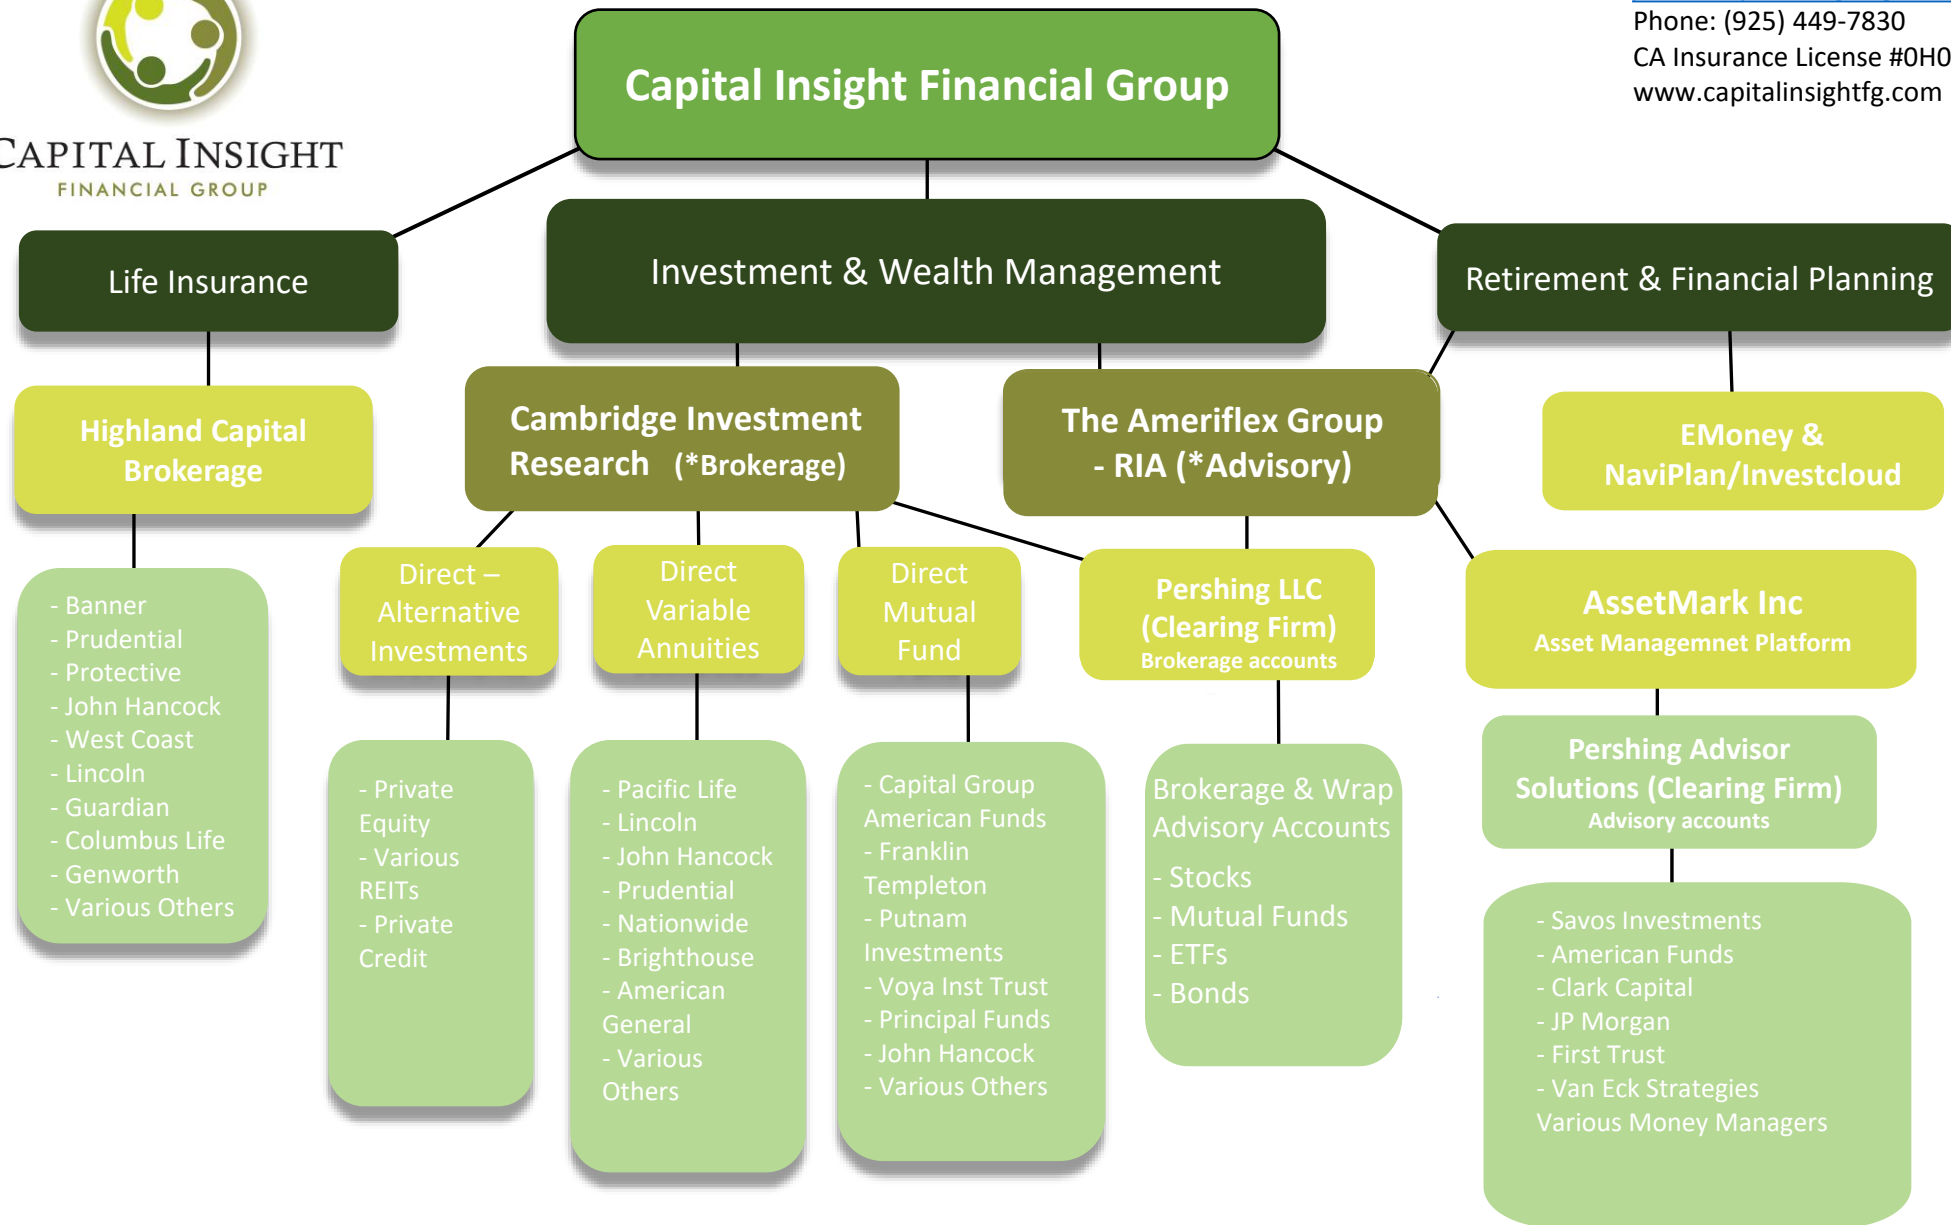 Phone: (925) 449-7830
CA Insurance License #0H0
www.capitalinsightfg.com
CAPITAL INSIGHT
FINANCIAL GROUP
Capital Insight Financial Group
Life Insurance
Investment & Wealth Management
Retirement & Financial Planning
Highland Capital
Brokerage
Cambridge Investment
Research (*Brokerage)
The Ameriflex Group
- RIA (*Advisory)
EMoney &
NaviPlan/Investcloud
- Banner
- Prudential
- Protective
- John Hancock
- West Coast
- Lincoln
- Guardian
- Columbus Life
- Genworth
- Various Others
Direct –
Alternative
Investments
Direct
Variable
Annuities
Direct
Mutual
Fund
Pershing LLC
(Clearing Firm)
Brokerage accounts
AssetMark Inc
Asset Managemnet Platform
- Private
Equity
- Various
REITs
- Private
Credit
- Pacific Life
- Lincoln
- John Hancock
- Prudential
- Nationwide
- Brighthouse
- American
General
- Various
Others
- Capital Group
American Funds
- Franklin
Templeton
- Putnam
Investments
- Voya Inst Trust
- Principal Funds
- John Hancock
- Various Others
Brokerage & Wrap
Advisory Accounts
- Stocks
- Mutual Funds
- ETFs
- Bonds
Pershing Advisor
Solutions (Clearing Firm)
Advisory accounts
- Savos Investments
- American Funds
- Clark Capital
- JP Morgan
- First Trust
- Van Eck Strategies
Various Money Managers